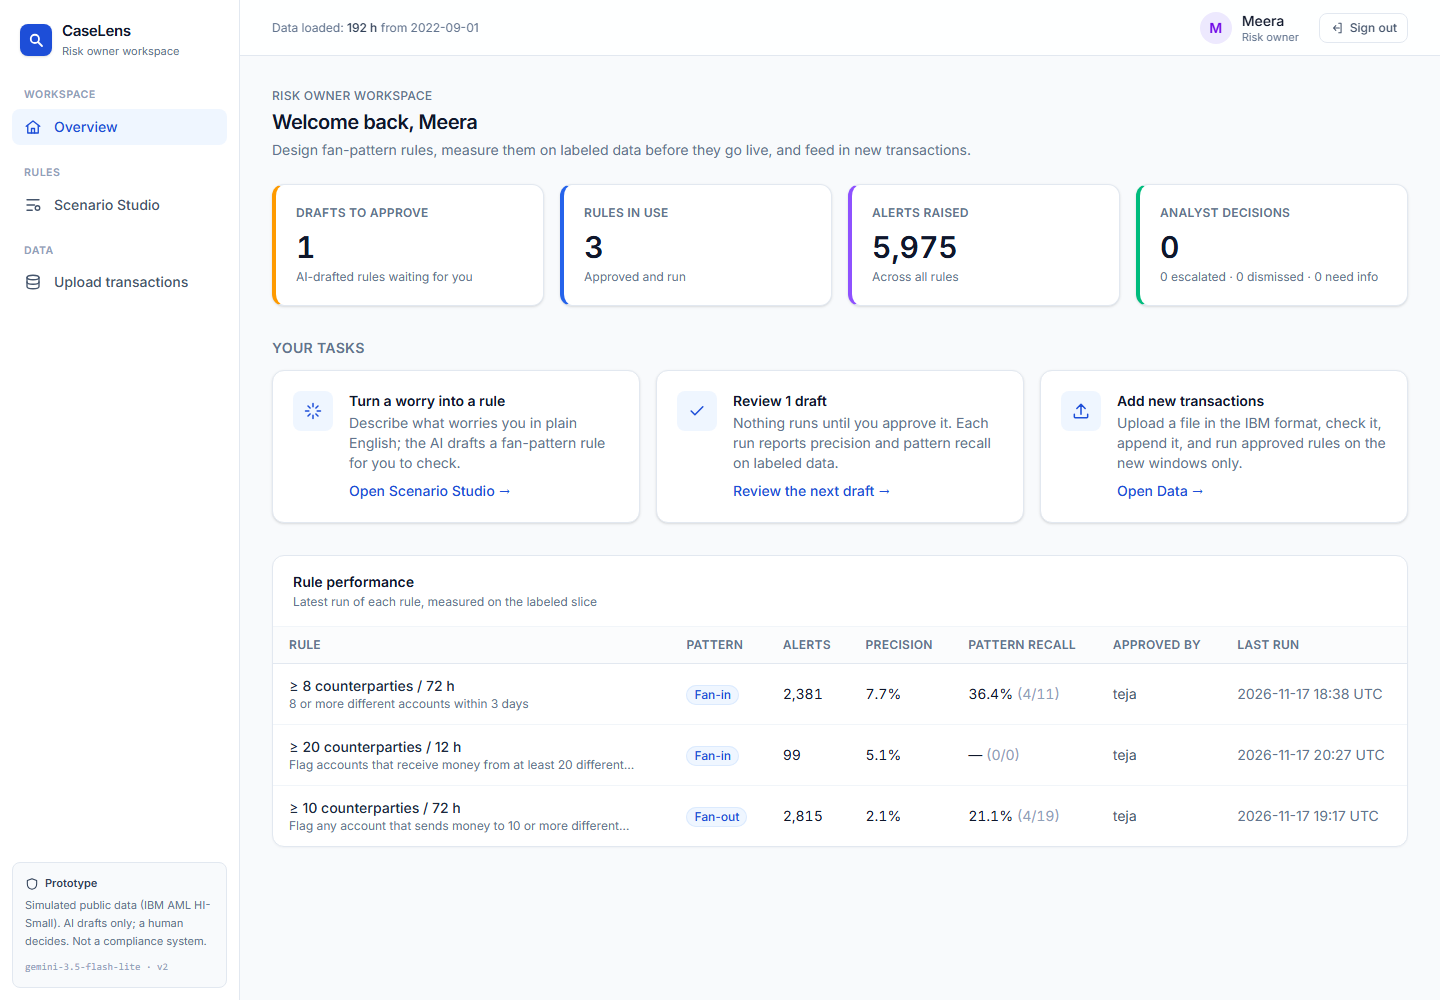 CaseLens
Risk owner workspace
WORKSPACE
Overview
RULES
Scenario Studio
DATA
Upload transactions
Prototype
Simulated public data (IBM AML HI-
Small). AI drafts only; a human
decides. Not a compliance system.
gemini-3.5-flash-lite · v2
Data loaded: 192 h from 2022-09-01
M
Meera
Risk owner
Sign out
RISK OWNER WORKSPACE
Welcome back, Meera
Design fan-pattern rules, measure them on labeled data before they go live, and feed in new transactions.
DRAFTS TO APPROVE
1
AI-drafted rules waiting for you
RULES IN USE
3
Approved and run
ALERTS RAISED
5,975
Across all rules
ANALYST DECISIONS
0
0 escalated · 0 dismissed · 0 need info
YOUR TASKS
Turn a worry into a rule
Describe what worries you in plain
English; the AI drafts a fan-pattern rule
for you to check.
Open Scenario Studio →
Review 1 draft
Nothing runs until you approve it. Each
run reports precision and pattern recall
on labeled data.
Review the next draft →
Add new transactions
Upload a file in the IBM format, check it,
append it, and run approved rules on the
new windows only.
Open Data →
Rule performance
Latest run of each rule, measured on the labeled slice
RULE PATTERN ALERTS PRECISION PATTERN RECALL APPROVED BY LAST RUN
≥ 8 counterparties / 72 h
8 or more different accounts within 3 days
Fan-in 2,381 7.7% 36.4% (4/11) teja 2026-11-17 18:38 UTC
≥ 20 counterparties / 12 h
Flag accounts that receive money from at least 20 different…
Fan-in 99 5.1% — (0/0) teja 2026-11-17 20:27 UTC
≥ 10 counterparties / 72 h
Flag any account that sends money to 10 or more different…
Fan-out 2,815 2.1% 21.1% (4/19) teja 2026-11-17 19:17 UTC